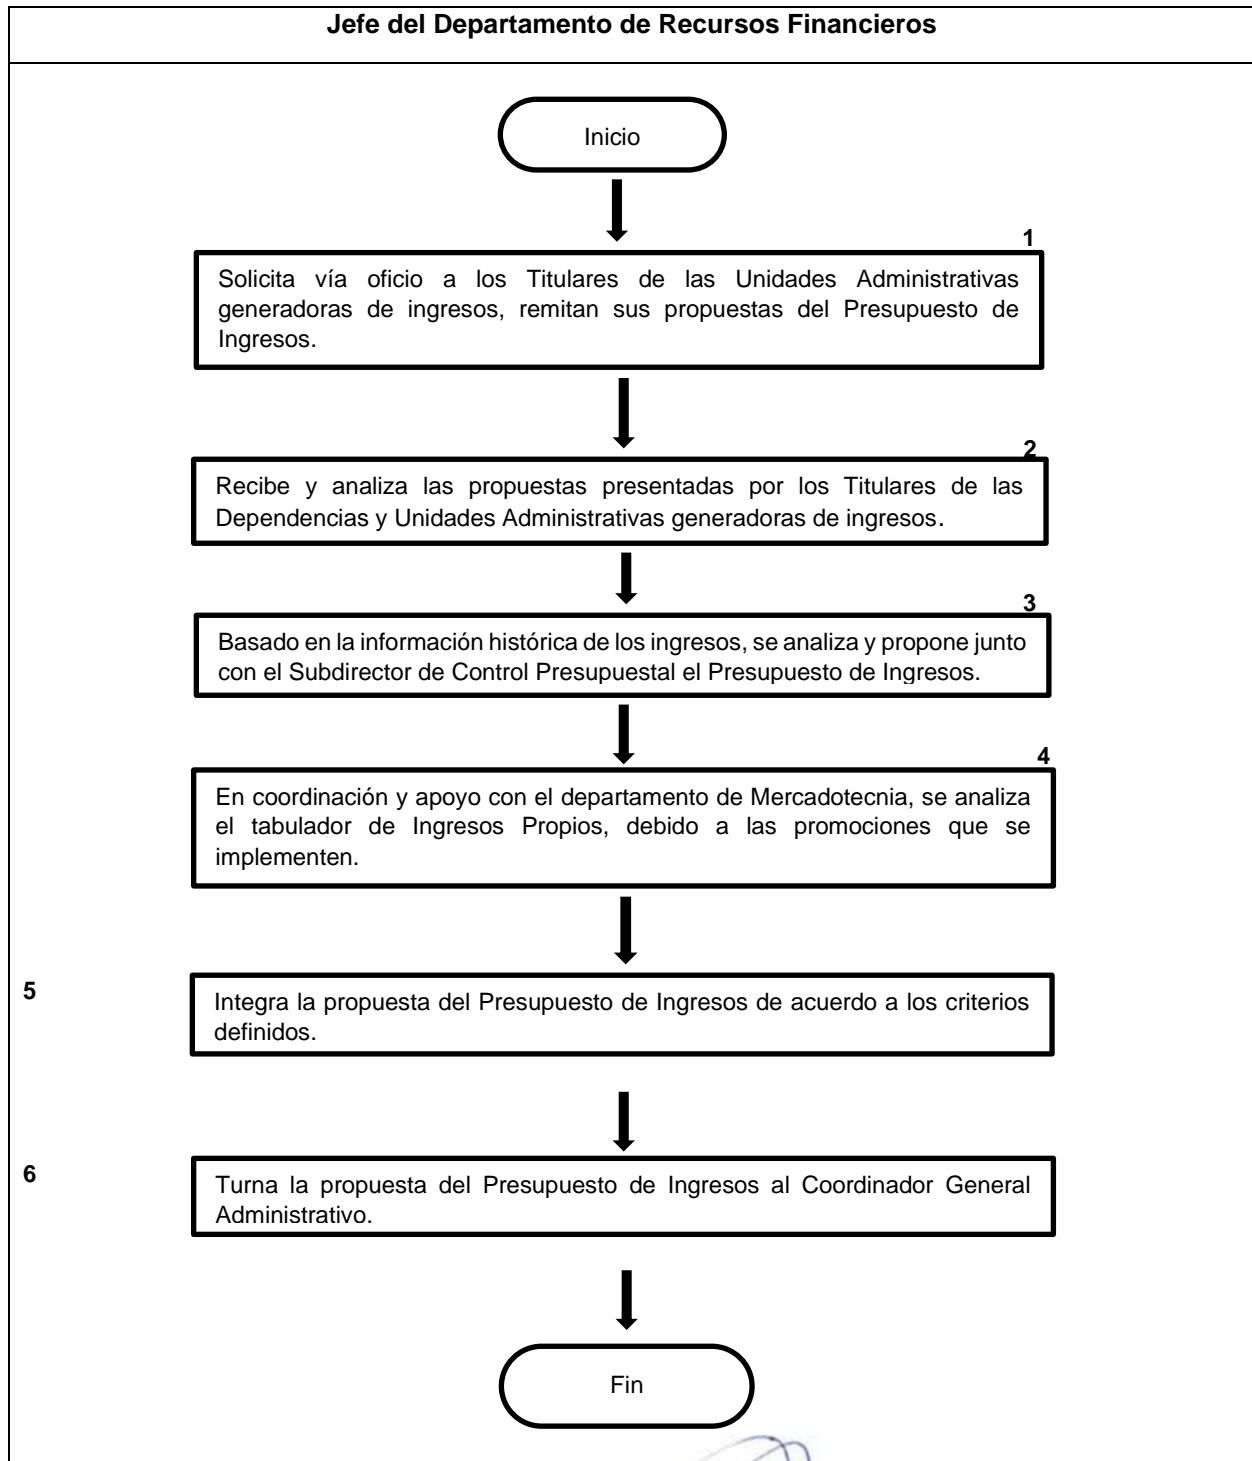 Jefe del Departamento de Recursos Financieros
Inicio
1
Solicita vía oficio a los Titulares de las Unidades Administrativas
generadoras de ingresos, remitan sus propuestas del Presupuesto de
Ingresos.
2
Recibe y analiza las propuestas presentadas por los Titulares de las
Dependencias y Unidades Administrativas generadoras de ingresos.
3
Basado en la información histórica de los ingresos, se analiza y propone junto
con el Subdirector de Control Presupuestal el Presupuesto de Ingresos.
4
En coordinación y apoyo con el departamento de Mercadotecnia, se analiza
el tabulador de Ingresos Propios, debido a las promociones que se
implementen.
5
Integra la propuesta del Presupuesto de Ingresos de acuerdo a los criterios
definidos.
6
Turna la propuesta del Presupuesto de Ingresos al Coordinador General
Administrativo.
Fin